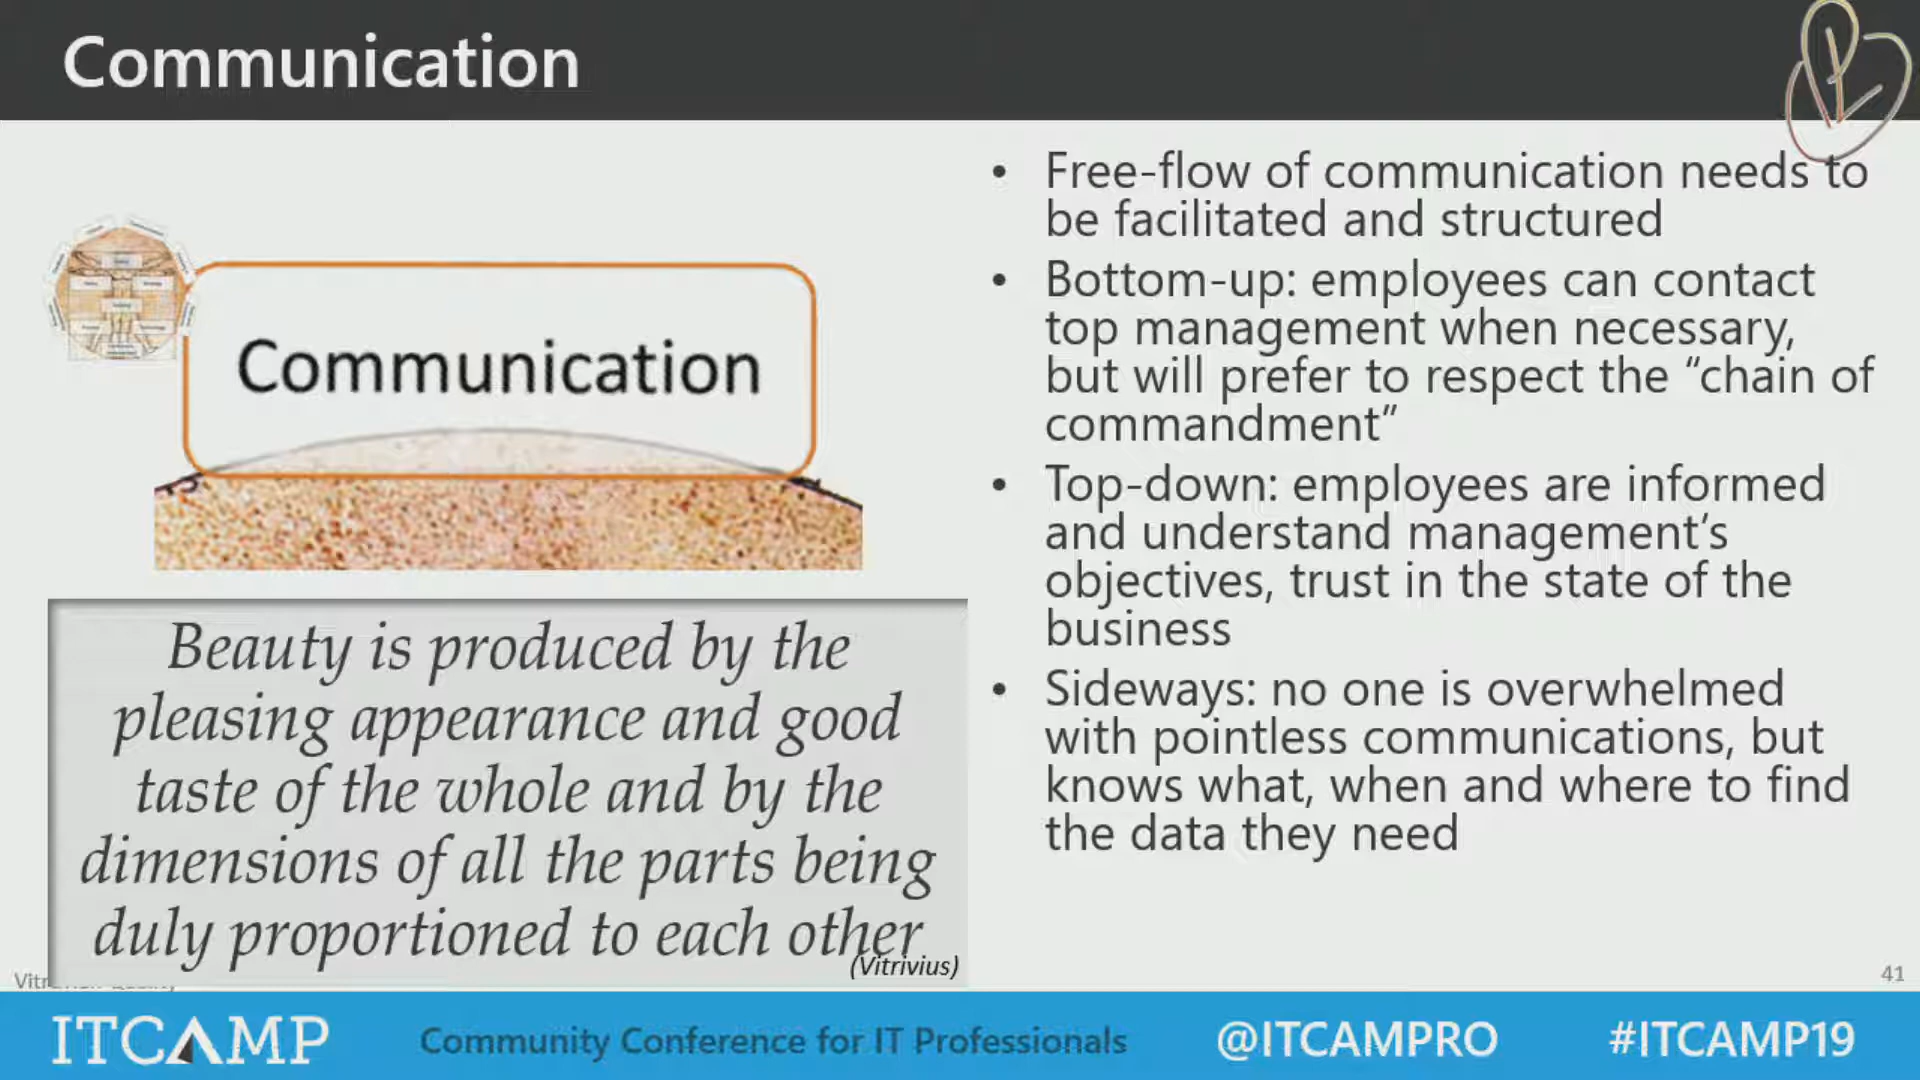 Communication
Communication
Beauty is produced by the
pleasing appearance and good
taste of the whole and by the
dimensions of all the parts being
duly proportioned to each other
(Vitrivius)
• Free-flow of communication needs to
be facilitated and structured
• Bottom-up: employees can contact
top management when necessary,
but will prefer to respect the “chain of
commandment”
• Top-down: employees are informed
and understand management’s
objectives, trust in the state of the
business
• Sideways: no one is overwhelmed
with pointless communications, but
knows what, when and where to find
the data they need
41
ITCAMP
Community Conference for IT Professionals
@ITCAMPRO
#ITCAMP19